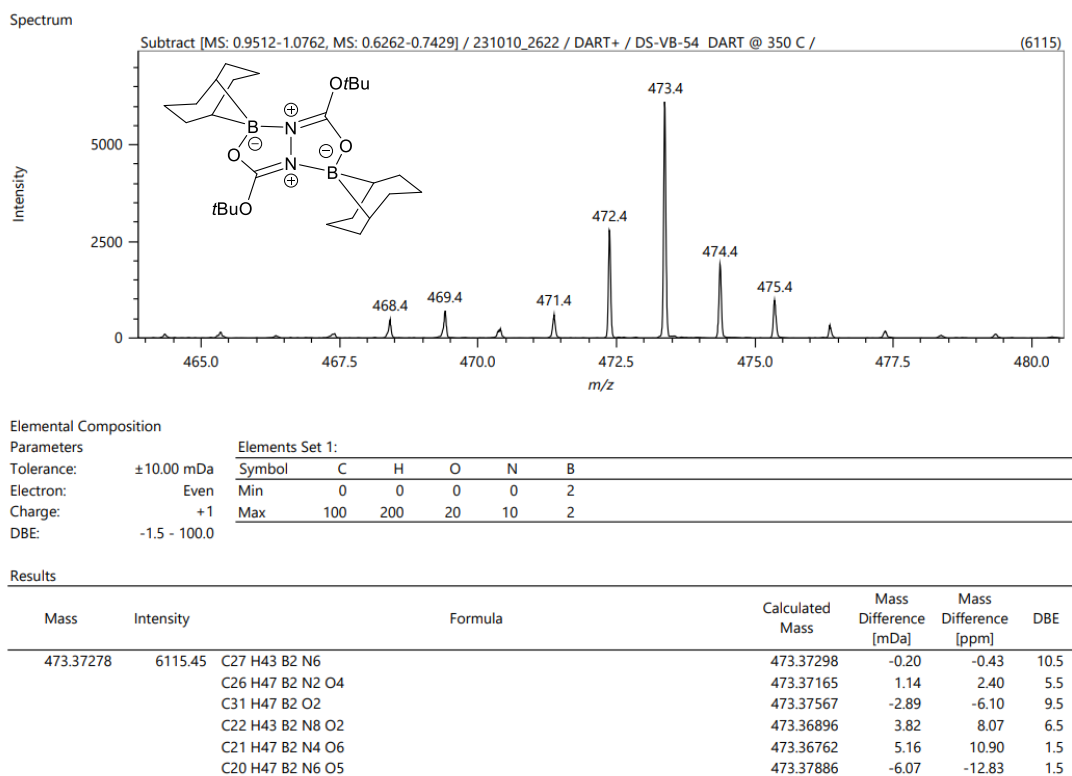 Spectrum
Subtract [MS: 0.9512-1.0762, MS: 0.6262-0.7429] / 231010_2622 / DART+ / DS-VB-54 DART @ 350 C / (6115)
OtBu
B N
O N O
B
tBuO
+
−
−
+
5000
2500
0
Intensity
468.4
469.4
471.4
472.4
473.4
474.4
475.4
465.0 467.5 470.0 472.5 475.0 477.5 480.0
m/z
Elemental Composition
Parameters Elements Set 1:
Tolerance: ±10.00 mDa Symbol C H O N B
Electron: Even Min 0 0 0 0 2
Charge: +1 Max 100 200 20 10 2
DBE: -1.5 - 100.0
Results
Mass Intensity Formula Calculated Mass Mass Difference [mDa] Mass Difference [ppm] DBE
473.37278 6115.45 C27 H43 B2 N6 473.37298 -0.20 -0.43 10.5
C26 H47 B2 N2 O4 473.37165 1.14 2.40 5.5
C31 H47 B2 O2 473.37567 -2.89 -6.10 9.5
C22 H43 B2 N8 O2 473.36896 3.82 8.07 6.5
C21 H47 B2 N4 O6 473.36762 5.16 10.90 1.5
C20 H47 B2 N6 O5 473.37886 -6.07 -12.83 1.5